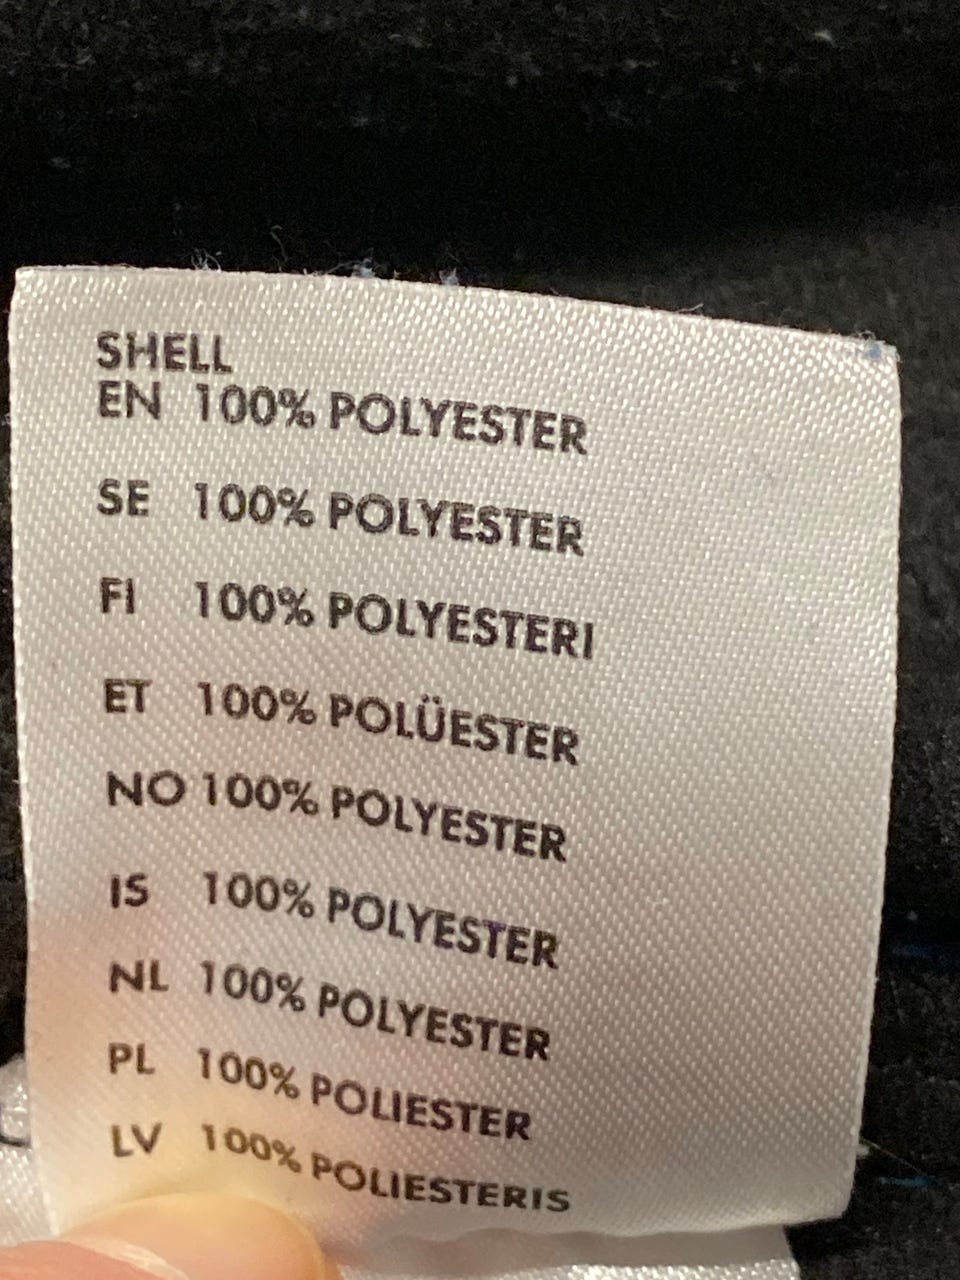 SHELL
EN 100% POLYESTER
SE 100% POLYESTER
FI 100% POLYESTERI
ET 100% POLÜESTER
NO 100% POLYESTER
IS 100% POLYESTER
NL 100% POLYESTER
PL 100% POLIESTER
LV 100% POLIESTERIS